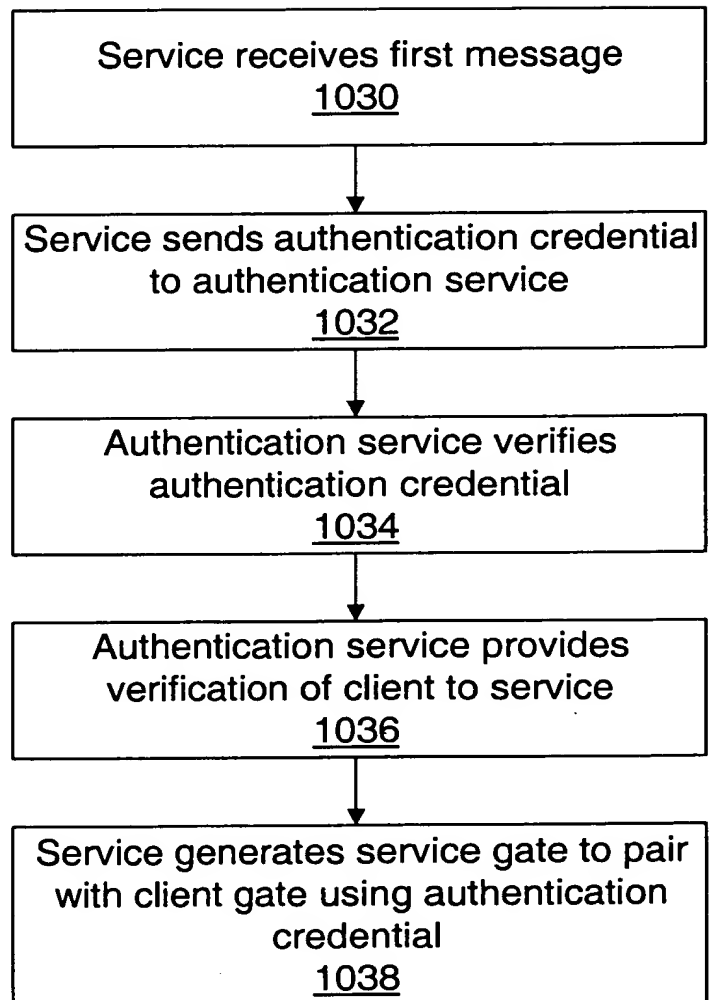 Service receives first message
1030
Service sends authentication credential
to authentication service
1032
Authentication service verifies
authentication credential
1034
Authentication service provides
verification of client to service
1036
Service generates service gate to pair
with client gate using authentication
credential
1038